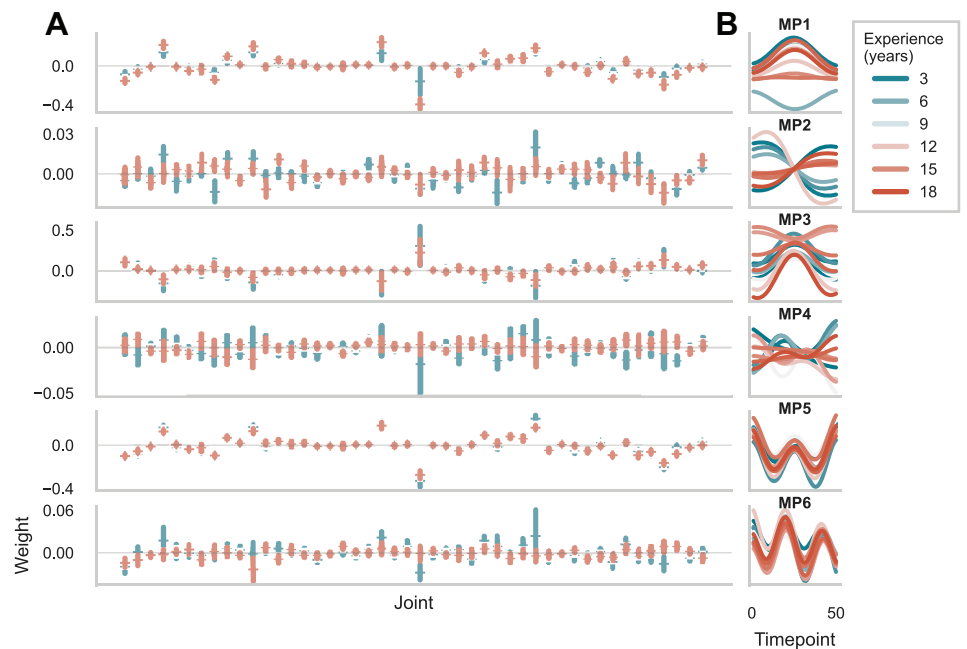 A
B
MP1
0.0
−0.4
MP2
0.03
0.00
MP3
0.5
0.0
MP4
0.00
−0.05
MP5
0.0
−0.4
MP6
0.06
0.00
Weight
Joint
0
50
Timepoint
Experience
(years)
3
6
9
12
15
18